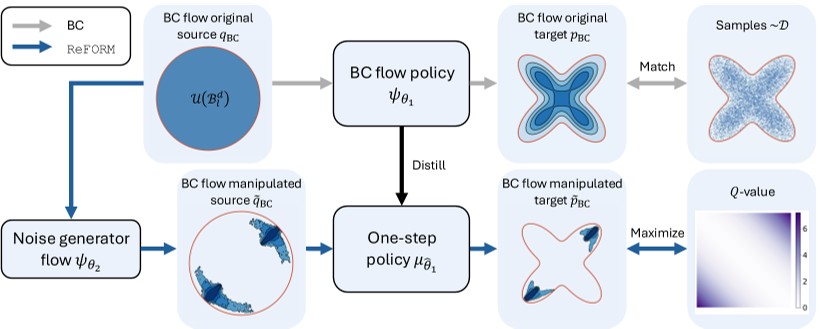 BC
ReFORM
BC flow original
source q_BC
𝒰(ℬ_l^d)
BC flow policy
ψ_θ₁
BC flow original
target p_BC
Match
Samples ~𝒟
Distill
Noise generator
flow ψ_θ₂
BC flow manipulated
source q̃_BC
One-step
policy μ_θ̂₁
BC flow manipulated
target p̃_BC
Maximize
Q-value
6
4
2
0